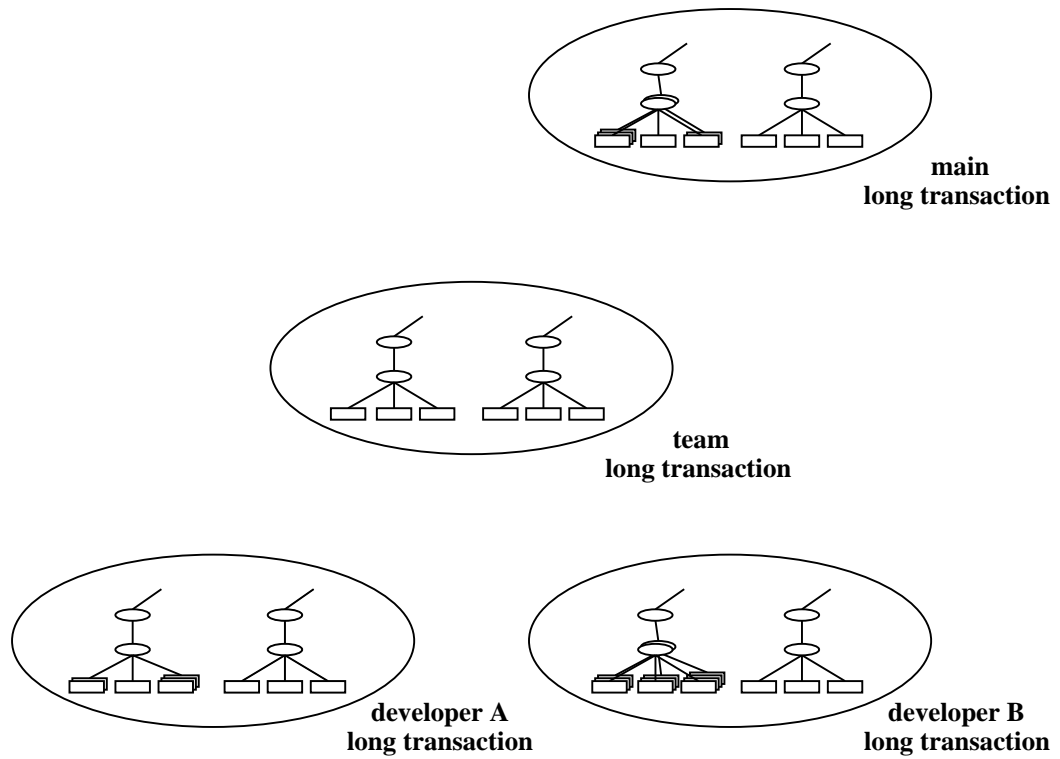 main
long transaction
team
long transaction
developer A
long transaction
developer B
long transaction